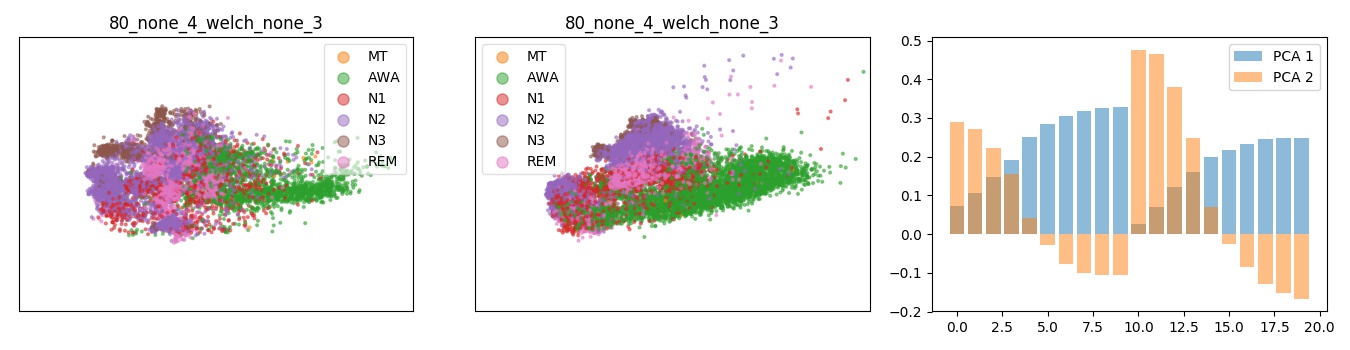 80_none_4_welch_none_3
MT
AWA
N1
N2
N3
REM
80_none_4_welch_none_3
MT
AWA
N1
N2
N3
REM
0.5
0.4
0.3
0.2
0.1
0.0
-0.1
-0.2
PCA 1
PCA 2
0.0 2.5 5.0 7.5 10.0 12.5 15.0 17.5 20.0